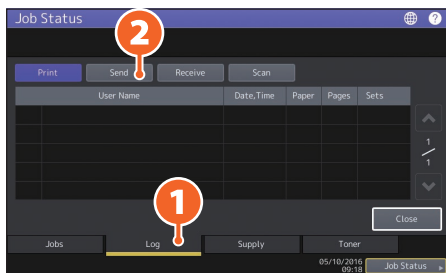 Job Status ?
2
Print Send Receive Scan
User Name Date,Time Paper Pages Sets
1
1
1
Close
Jobs Log Supply Toner
05/10/2016
09:18 Job Status